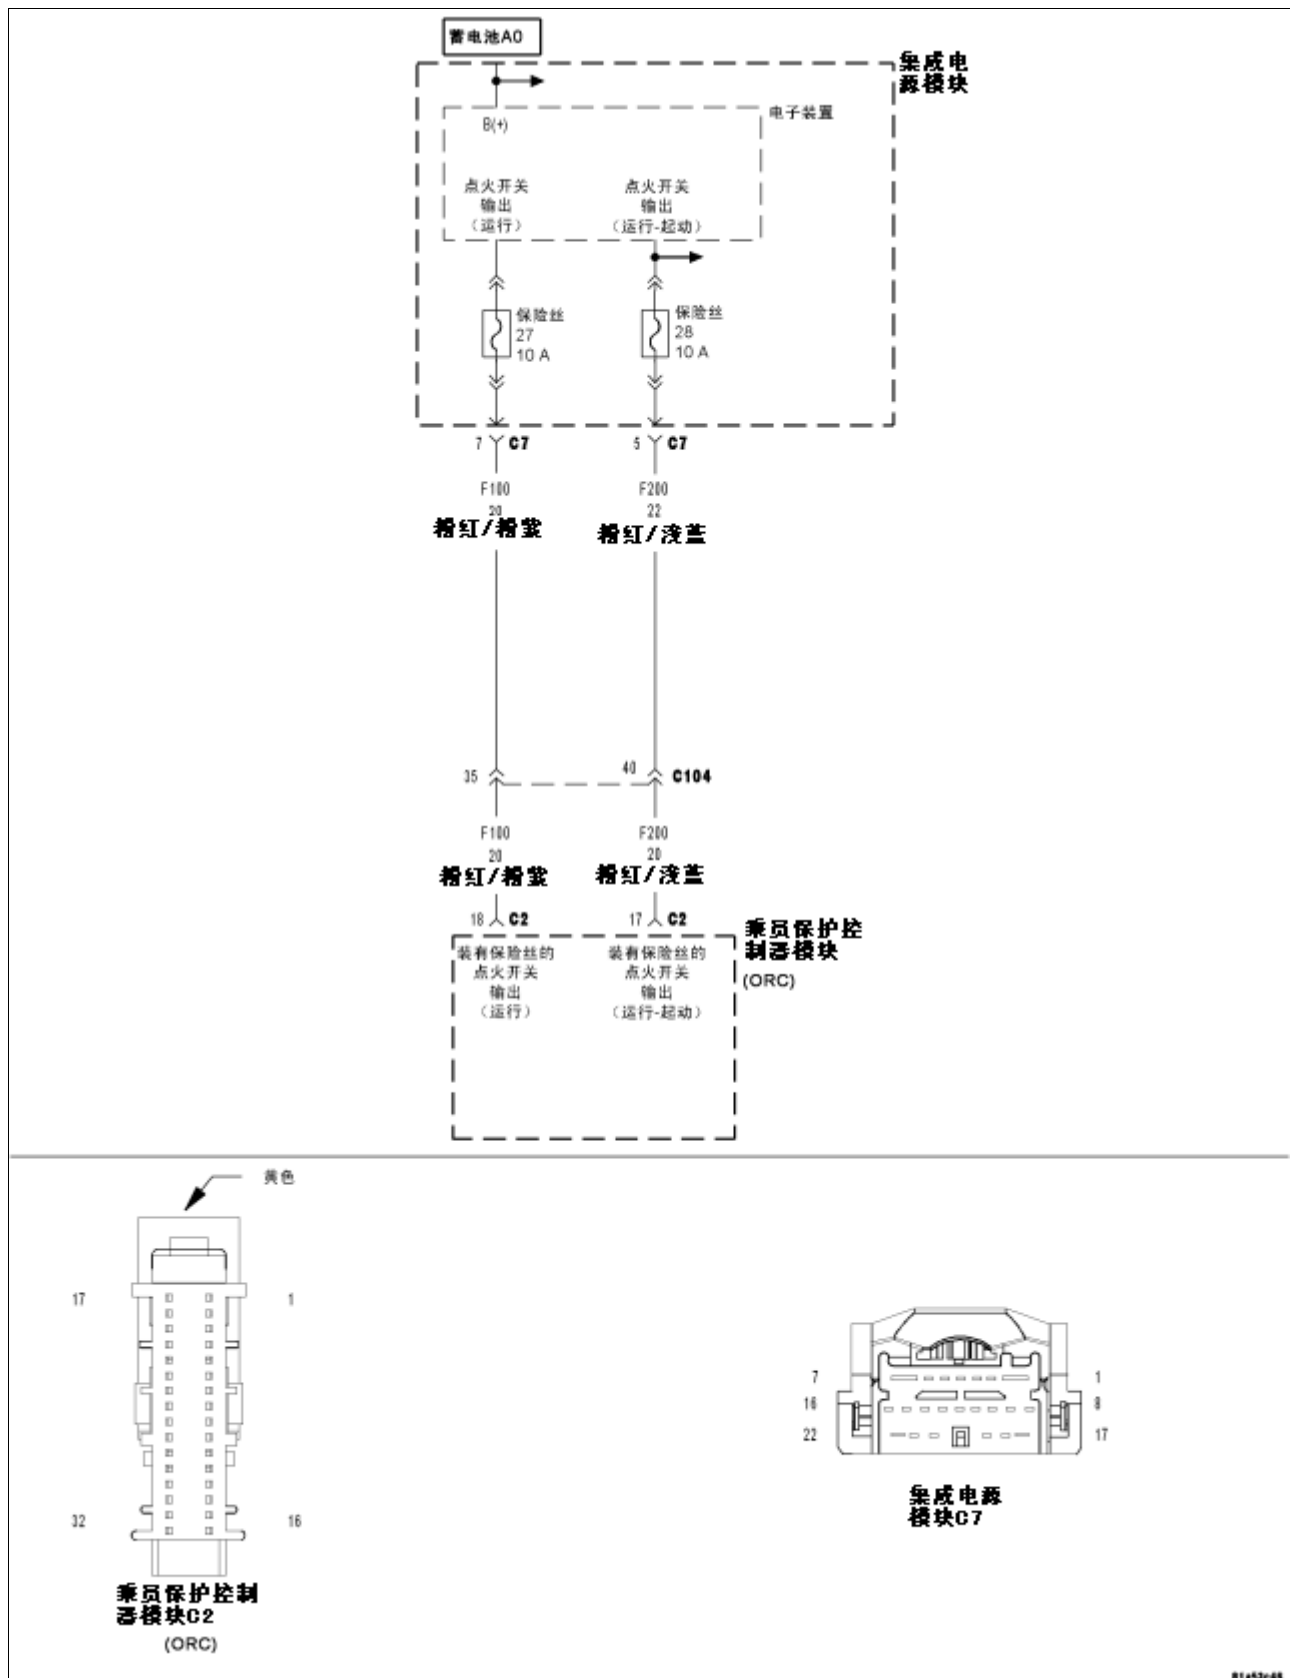 蓄电池A0
集成电
源模块
电子装置
B(+)
点火开关
输出
（运行）
点火开关
输出
（运行-起动）
保险丝
27
10 A
保险丝
28
10 A
7 C7
5 C7
F100
20
粉红/粉紫
F200
22
粉红/浅蓝
35
40 C104
F100
20
粉红/粉紫
F200
20
粉红/浅蓝
18 C2
17 C2
乘员保护控
制器模块
(ORC)
装有保险丝的
点火开关
输出
（运行）
装有保险丝的
点火开关
输出
（运行-起动）
黄色
17 1
32 16
乘员保护控制
器模块C2
(ORC)
7 1
16 8
22 17
集成电源
模块C7